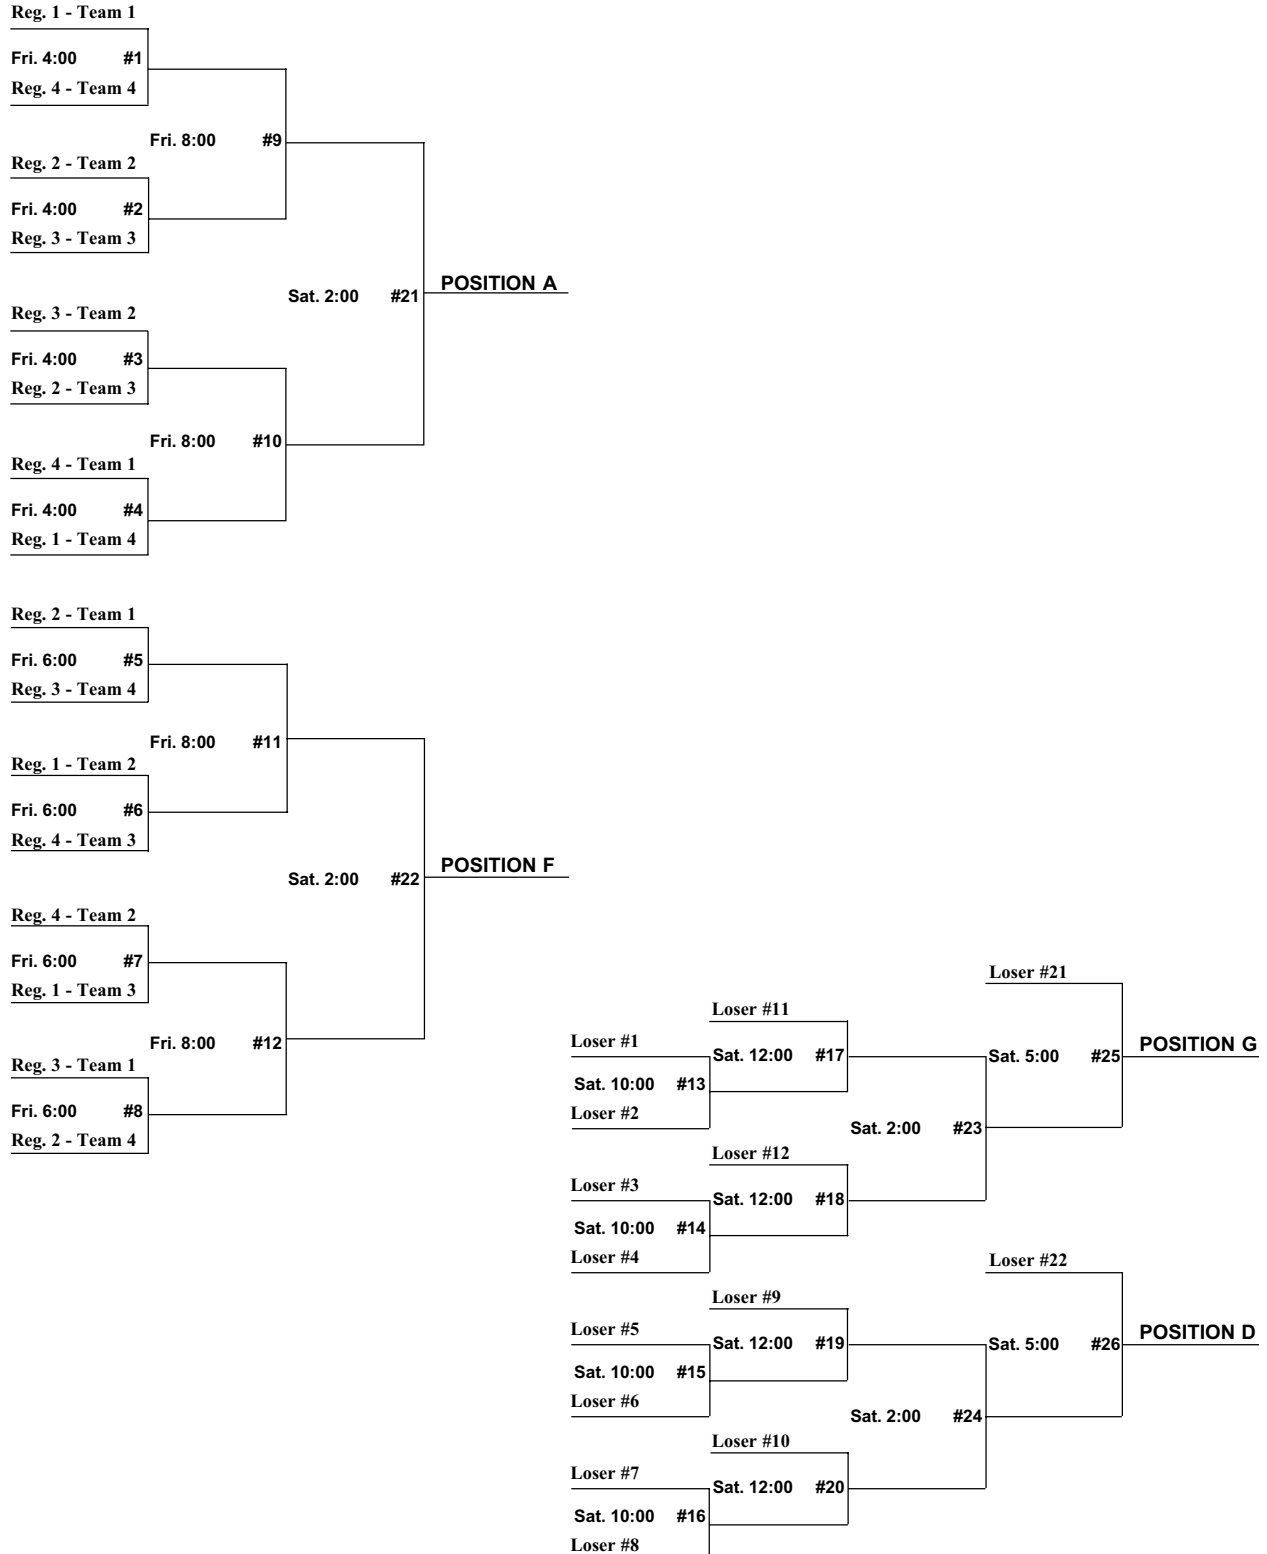 Reg. 1 - Team 1
Fri. 4:00 #1
Reg. 4 - Team 4
Fri. 8:00 #9
Reg. 2 - Team 2
Fri. 4:00 #2
Reg. 3 - Team 3
POSITION A
Sat. 2:00 #21
Reg. 3 - Team 2
Fri. 4:00 #3
Reg. 2 - Team 3
Fri. 8:00 #10
Reg. 4 - Team 1
Fri. 4:00 #4
Reg. 1 - Team 4
Reg. 2 - Team 1
Fri. 6:00 #5
Reg. 3 - Team 4
Fri. 8:00 #11
Reg. 1 - Team 2
Fri. 6:00 #6
Reg. 4 - Team 3
POSITION F
Sat. 2:00 #22
Reg. 4 - Team 2
Fri. 6:00 #7
Reg. 1 - Team 3
Fri. 8:00 #12
Reg. 3 - Team 1
Fri. 6:00 #8
Reg. 2 - Team 4
Loser #21
Loser #11
Loser #1
Sat. 12:00 #17
Sat. 5:00 #25
POSITION G
Sat. 10:00 #13
Loser #2
Sat. 2:00 #23
Loser #12
Loser #3
Sat. 12:00 #18
Sat. 10:00 #14
Loser #4
Loser #22
Loser #9
Loser #5
Sat. 12:00 #19
Sat. 5:00 #26
POSITION D
Sat. 10:00 #15
Loser #6
Sat. 2:00 #24
Loser #10
Loser #7
Sat. 12:00 #20
Sat. 10:00 #16
Loser #8